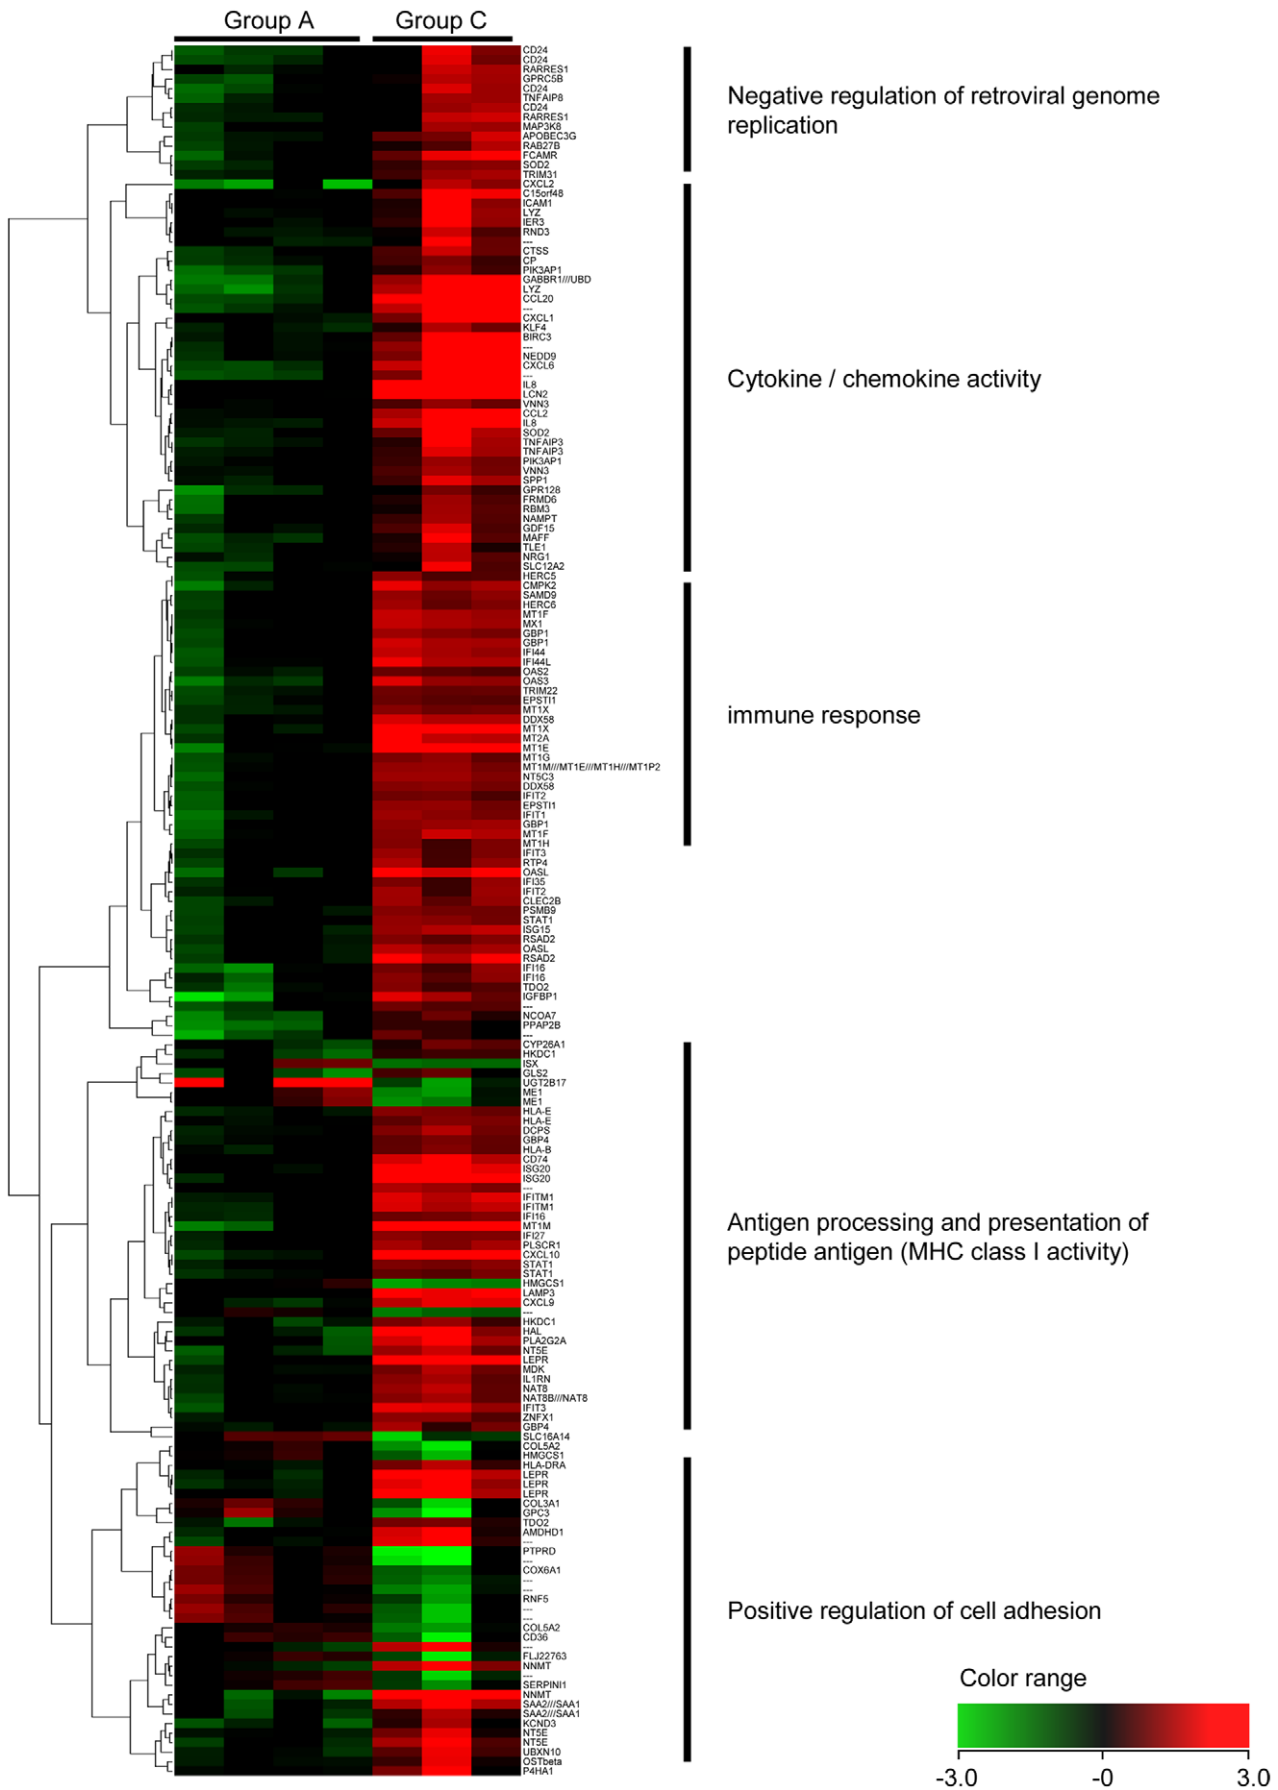 Group A
Group C
CD24
CD24
RARRES1
GPRC5B
CD24
TNFAIP8
CD24
RARRES1
MAP3K8
APOBEC3G
RAB27B
FCAMR
SOD2
TRIM31
CXCL2
C15orf48
ICAM1
LYZ
IER3
RND3
---
CTSS
CP
PIK3AP1
GABBR1///UBD
LYZ
CCL20
---
CXCL1
KLF4
BIRC3
---
NEDD9
CXCL6
---
IL8
LCN2
VNN3
CCL2
IL8
SOD2
TNFAIP3
TNFAIP3
PIK3AP1
VNN3
SPP1
GPR128
FRMD6
RBM3
NAMPT
GDF15
MAFF
TLE1
NRG1
SLC12A2
HERC5
CMPK2
SAMD9
HERC6
MT1F
MX1
GBP1
GBP1
IFI44
IFI44L
OAS2
OAS3
TRIM22
EPSTI1
MT1X
DDX58
MT1X
MT2A
MT1E
MT1G
MT1M///MT1E///MT1H///MT1P2
NT5C3
DDX58
IFIT2
EPSTI1
IFIT1
GBP1
MT1F
MT1H
IFIT3
RTP4
OASL
IFI35
IFIT2
CLEC2B
PSMB9
STAT1
ISG15
RSAD2
OASL
RSAD2
IFI16
IFI16
TDO2
IGFBP1
---
NCOA7
PPAP2B
---
CYP26A1
HKDC1
ISX
GLS2
UGT2B17
ME1
ME1
HLA-E
HLA-E
DCPS
GBP4
HLA-B
CD74
ISG20
ISG20
---
IFITM1
IFITM1
IFI16
MT1M
IFI27
PLSCR1
CXCL10
STAT1
STAT1
HMGCS1
LAMP3
CXCL9
---
HKDC1
HAL
PLA2G2A
NT5E
LEPR
MDK
IL1RN
NAT8
NAT8B///NAT8
IFIT3
ZNFX1
GBP4
SLC16A14
COL5A2
HMGCS1
HLA-DRA
LEPR
LEPR
LEPR
COL3A1
GPC3
TDO2
AMDHD1
---
PTPRD
---
COX6A1
---
---
RNF5
---
---
COL5A2
CD36
---
FLJ22763
NNMT
---
SERPINI1
NNMT
SAA2///SAA1
SAA2///SAA1
KCND3
NT5E
NT5E
UBXN10
OSTbeta
P4HA1
Negative regulation of retroviral genome
replication
Cytokine / chemokine activity
immune response
Antigen processing and presentation of
peptide antigen (MHC class I activity)
Positive regulation of cell adhesion
Color range
-3.0
-0
3.0